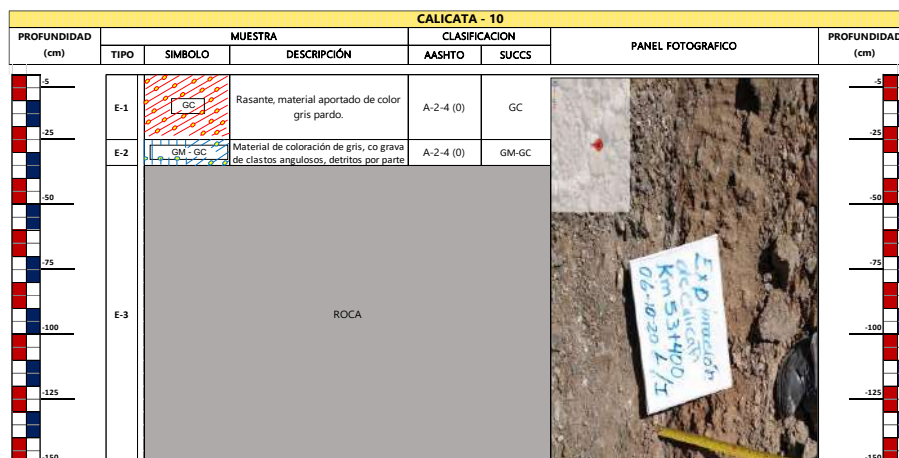 CALICATA - 10
PROFUNDIDAD
(cm)
MUESTRA
CLASIFICACION
PANEL FOTOGRAFICO
PROFUNDIDAD
(cm)
TIPO
SIMBOLO
DESCRIPCIÓN
AASHTO
SUCCS
-5
-5
E-1
GC
Rasante, material aportado de color
gris pardo.
A-2-4 (0)
GC
-25
-25
E-2
GM - GC
Material de coloración de gris, co grava
de clastos angulosos, detritos por parte
A-2-4 (0)
GM-GC
-50
-50
-75
-75
E-3
ROCA
-100
-100
-125
-125
-150
-150
de Calicata
Km 53+400
06-10-20 L/I